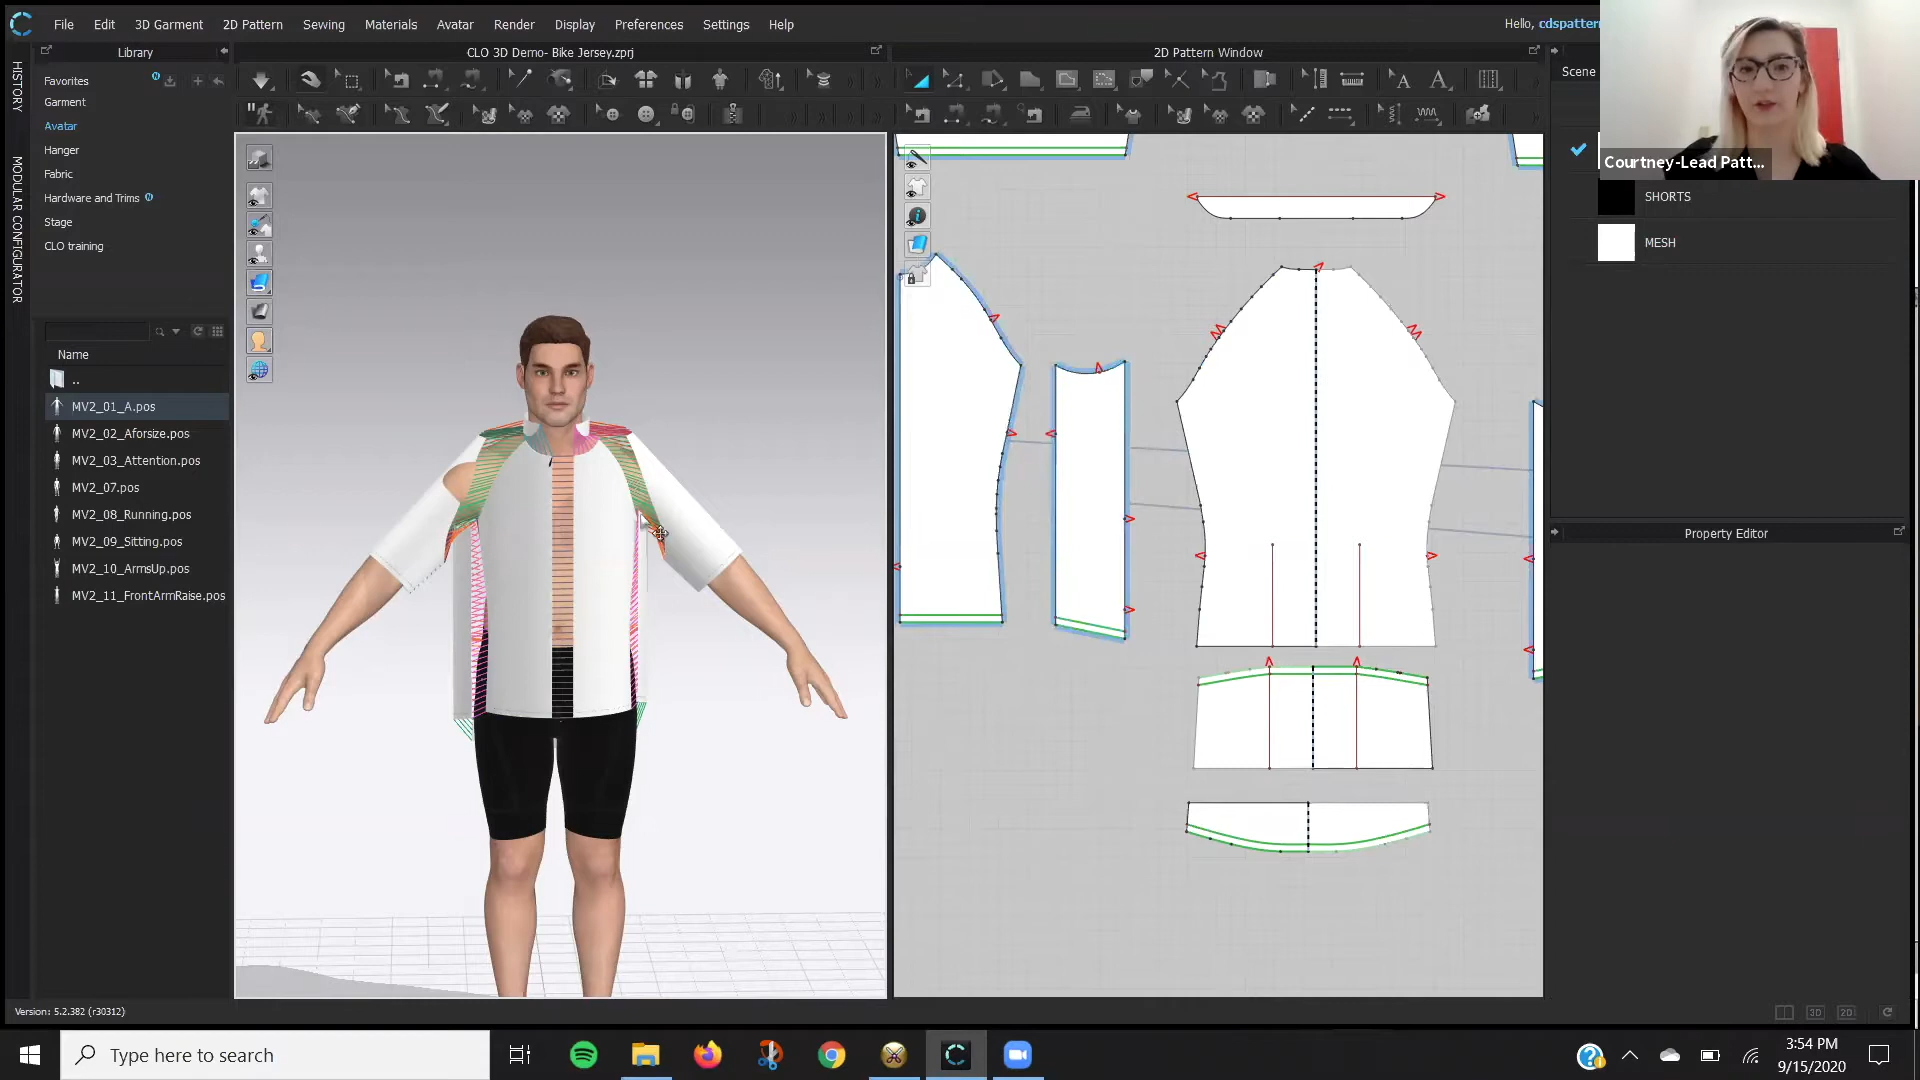 File Edit 3D Garment 2D Pattern Sewing Materials Avatar Render Display Preferences Settings Help
Hello, cdspattern
Library
CLO 3D Demo- Bike Jersey.zprj
2D Pattern Window
Scene
HISTORY
MODULAR CONFIGURATOR
Favorites
Garment
Avatar
Hanger
Fabric
Hardware and Trims
Stage
CLO training
Name
..
MV2_01_A.pos
MV2_02_Aforsize.pos
MV2_03_Attention.pos
MV2_07.pos
MV2_08_Running.pos
MV2_09_Sitting.pos
MV2_10_ArmsUp.pos
MV2_11_FrontArmRaise.pos
Courtney-Lead Patt...
SHORTS
MESH
Property Editor
Version: 5.2.382 (r30312)
3D 2D
Type here to search
3:54 PM
9/15/2020